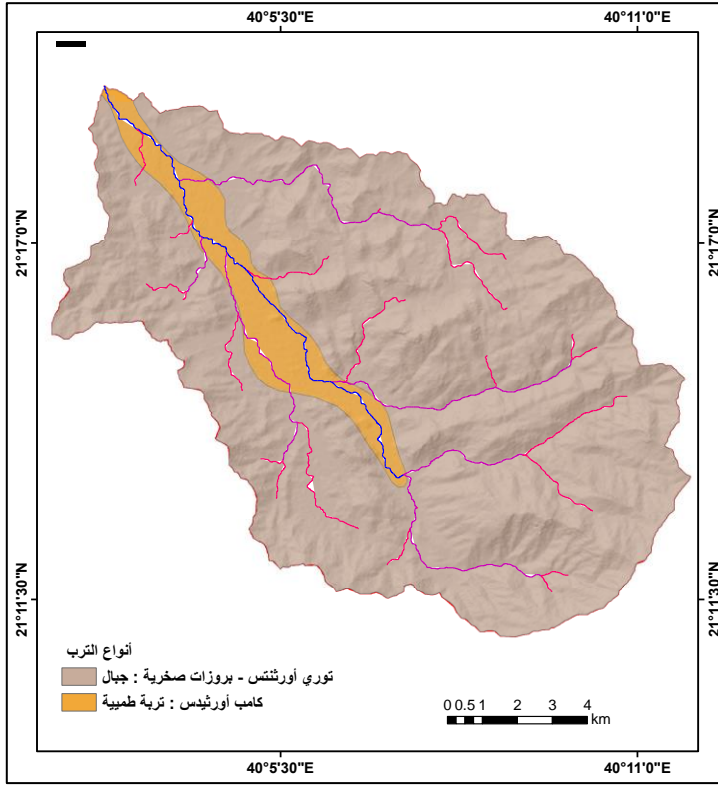 40°5'30"E 40°11'0"E
21°17'0"N 21°17'0"N
21°11'30"N 21°11'30"N
أنواع الترب
توري أورثنتس - بروزات صخرية : جبال
كامب أورثيدس : تربة طميية
0 0.5 1 2 3 4
km
40°5'30"E 40°11'0"E